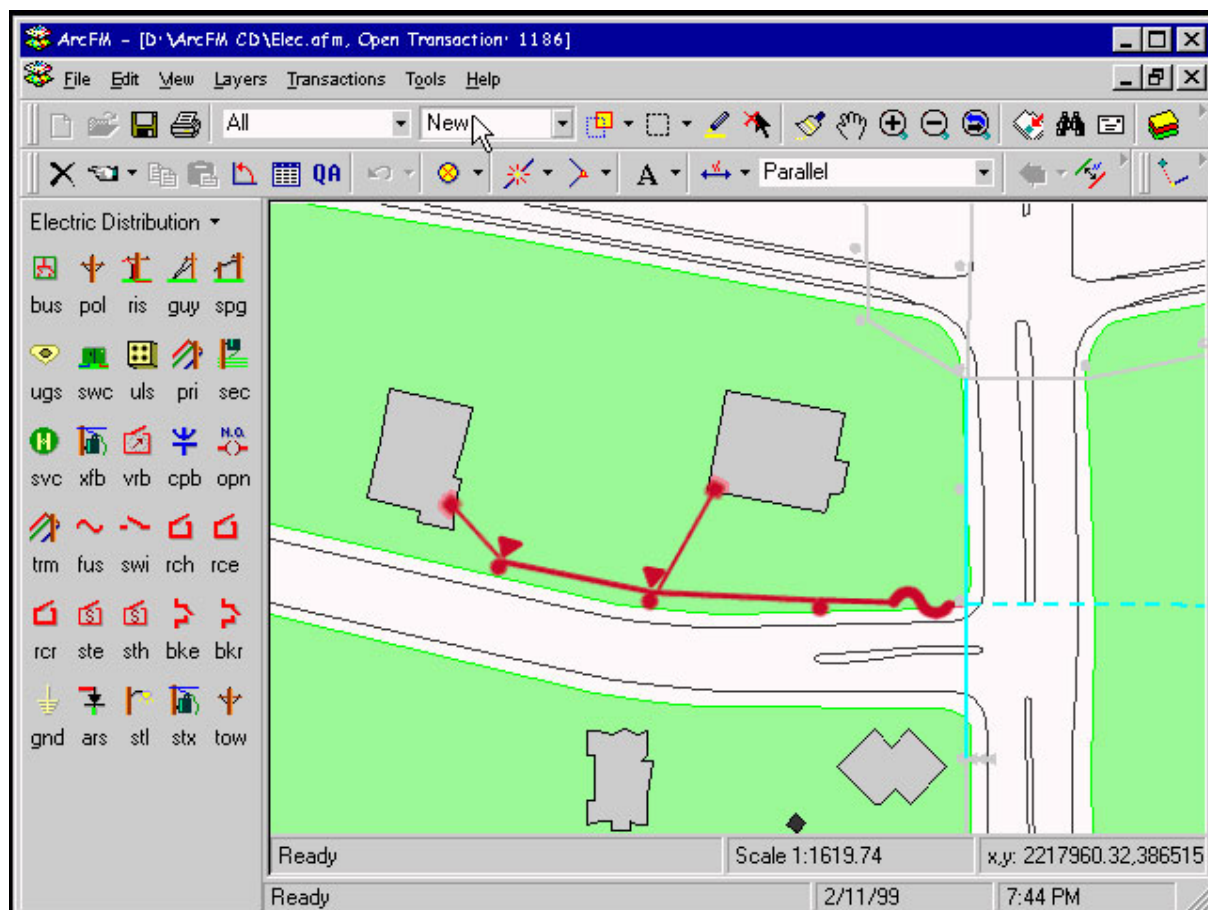 ArcFM - [D:\ArcFM CD\Elec.afm, Open Transaction: 1186]
File Edit View Layers Transactions Tools Help
All New
QA A Parallel
Electric Distribution
bus pol ris guy spg
ugs swc uls pri sec
N.O.
svc xfb vrb cpb opn
trm fus swi rch rce
S S
rcr ste sth bke bkr
gnd ars stl stx tow
Ready Scale 1:1619.74 x,y: 2217960.32,386515
Ready 2/11/99 7:44 PM